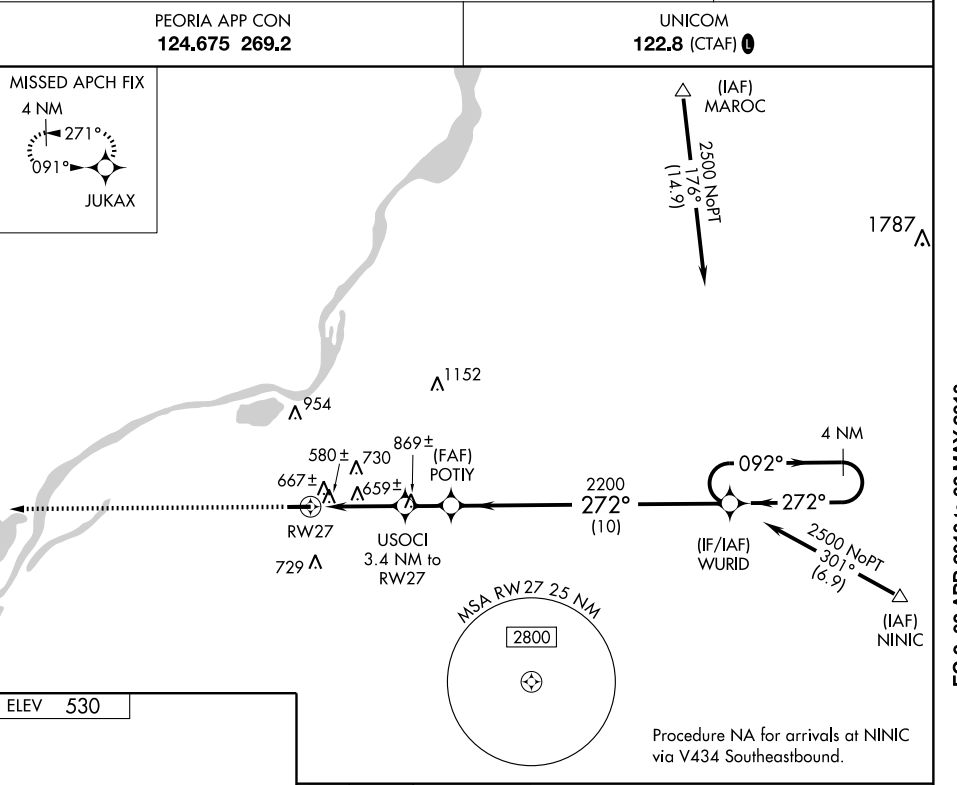 PEORIA APP CON
124.675 269.2
UNICOM
122.8 (CTAF) L
MISSED APCH FIX
4 NM
271°
091°
JUKAX
(IAF)
MAROC
2500 NoPT
176°
(14.9)
1787
1152
954
869±
(FAF)
POTIY
580±
730
667±
659±
RW27
USOCI
3.4 NM to
RW27
729
2200
272°
(10)
4 NM
092°
272°
(IF/IAF)
WURID
2500 NoPT
301°
(6.9)
(IAF)
NINIC
MSA RW27 25 NM
2800
ELEV 530
Procedure NA for arrivals at NINIC
via V434 Southeastbound.